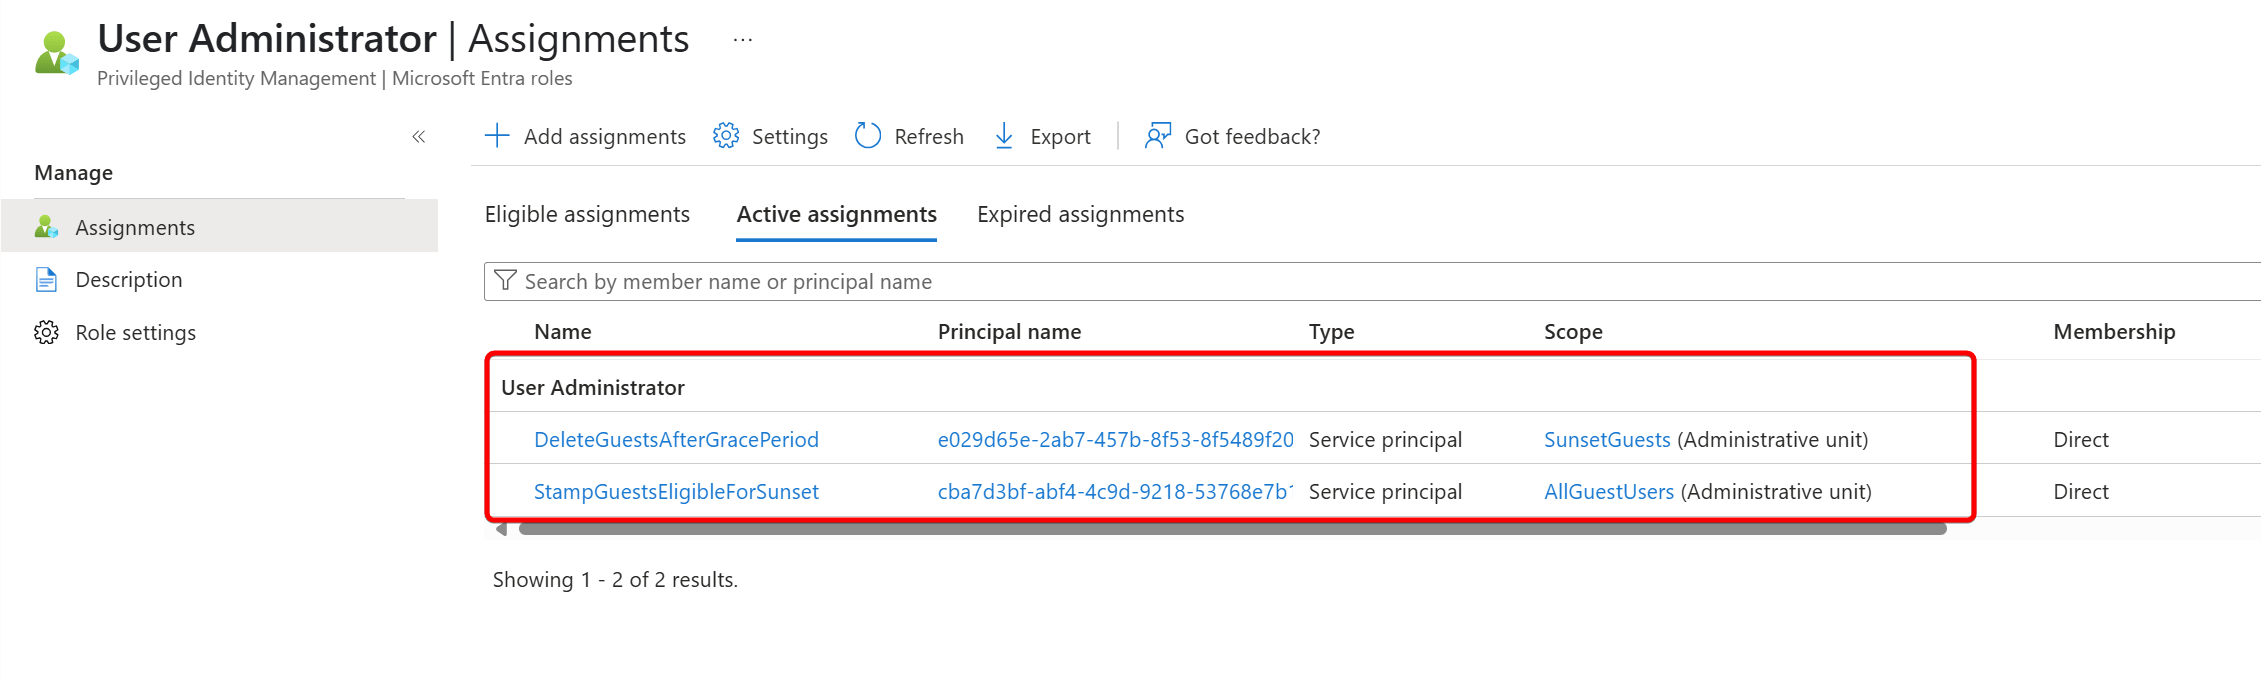 User Administrator | Assignments ...
Privileged Identity Management | Microsoft Entra roles
«
Add assignments Settings Refresh Export Got feedback?
Manage
Assignments
Description
Role settings
Eligible assignments Active assignments Expired assignments
Search by member name or principal name
Name Principal name Type Scope Membership
User Administrator
DeleteGuestsAfterGracePeriod e029d65e-2ab7-457b-8f53-8f5489f20 Service principal SunsetGuests (Administrative unit) Direct
StampGuestsEligibleForSunset cba7d3bf-abf4-4c9d-9218-53768e7b Service principal AllGuestUsers (Administrative unit) Direct
Showing 1 - 2 of 2 results.